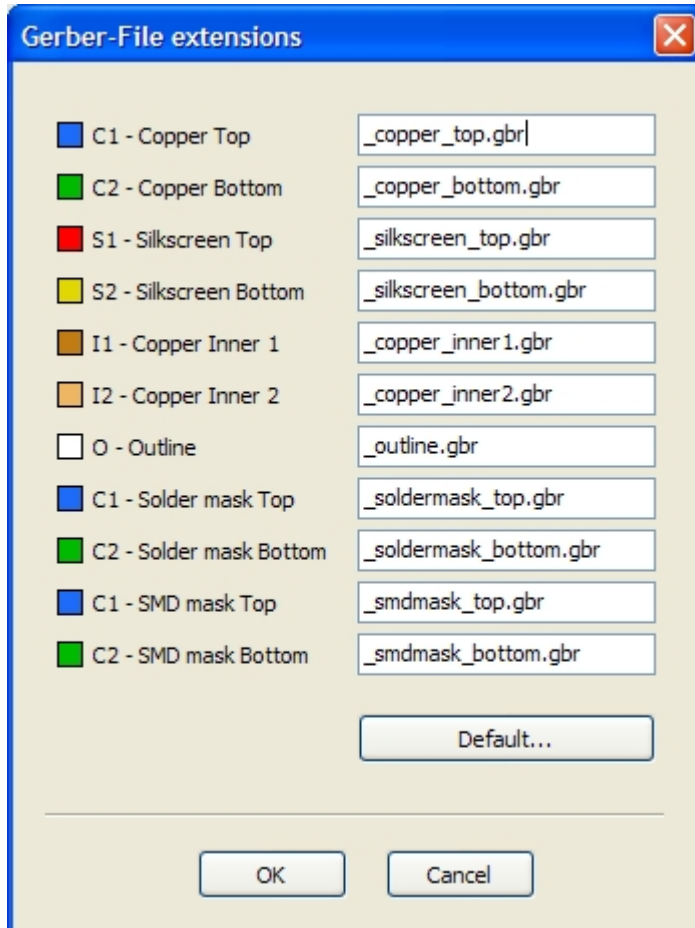 Gerber-File extensions
C1 - Copper Top _copper_top.gbr
C2 - Copper Bottom _copper_bottom.gbr
S1 - Silkscreen Top _silkscreen_top.gbr
S2 - Silkscreen Bottom _silkscreen_bottom.gbr
I1 - Copper Inner 1 _copper_inner1.gbr
I2 - Copper Inner 2 _copper_inner2.gbr
O - Outline _outline.gbr
C1 - Solder mask Top _soldermask_top.gbr
C2 - Solder mask Bottom _soldermask_bottom.gbr
C1 - SMD mask Top _smdmask_top.gbr
C2 - SMD mask Bottom _smdmask_bottom.gbr
Default...
OK Cancel